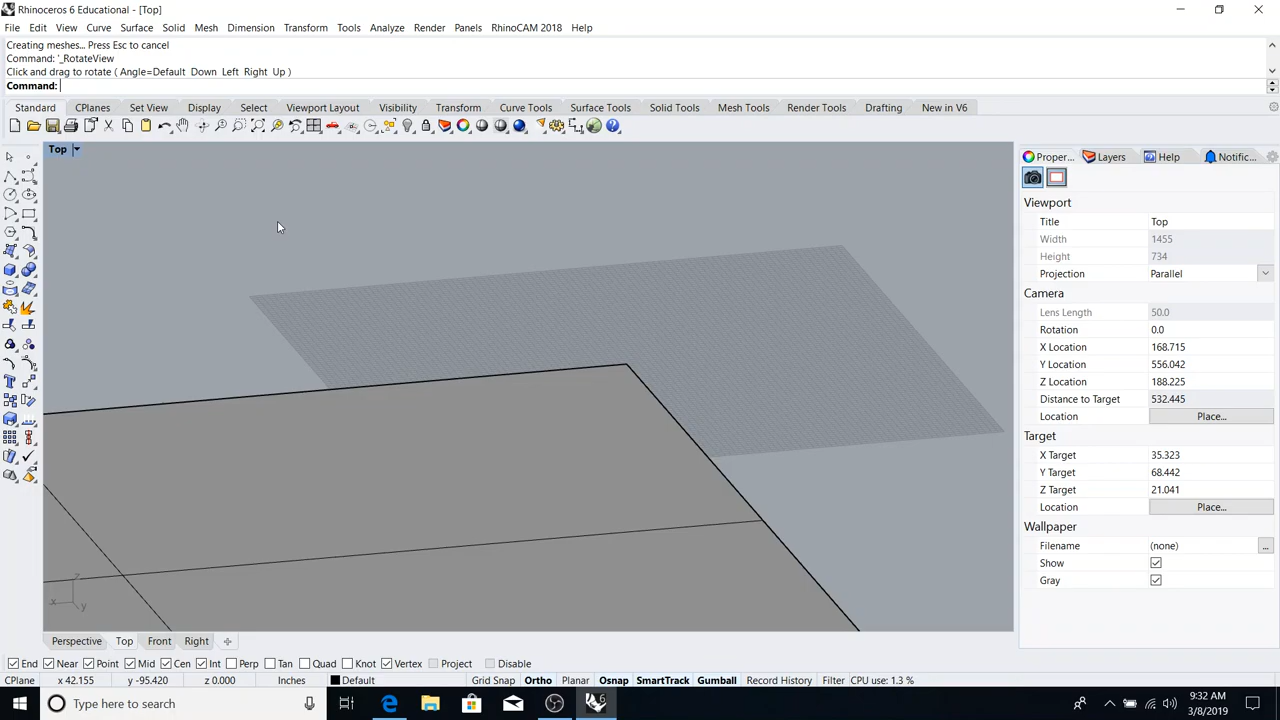 Rhinoceros 6 Educational - [Top]
File Edit View Curve Surface Solid Mesh Dimension Transform Tools Analyze Render Panels RhinoCAM 2018 Help
Creating meshes... Press Esc to cancel
Command: '_RotateView
Click and drag to rotate ( Angle=Default Down Left Right Up )
Command:
Standard CPlanes Set View Display Select Viewport Layout Visibility Transform Curve Tools Surface Tools Solid Tools Mesh Tools Render Tools Drafting New in V6
Top
Proper... Layers Help Notific...
Viewport
Title Top
Width 1455
Height 734
Projection Parallel
Camera
Lens Length 50.0
Rotation 0.0
X Location 168.715
Y Location 556.042
Z Location 188.225
Distance to Target 532.445
Location Place...
Target
X Target 35.323
Y Target 68.442
Z Target 21.041
Location Place...
Wallpaper
Filename (none) ...
Show
Gray
z
x y
Perspective Top Front Right
End Near Point Mid Cen Int Perp Tan Quad Knot Vertex Project Disable
CPlane x 42.155 y -95.420 z 0.000 Inches Default Grid Snap Ortho Planar Osnap SmartTrack Gumball Record History Filter CPU use: 1.3 %
Type here to search
9:32 AM
3/8/2019